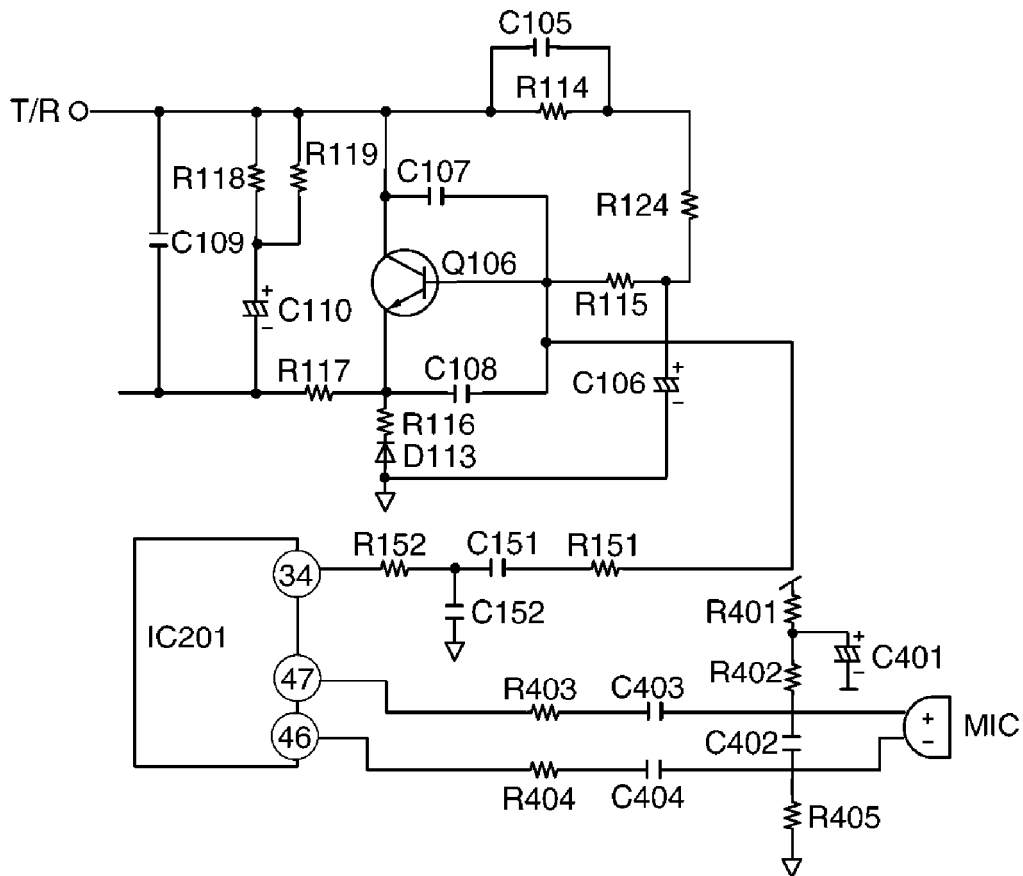 C105
R114
T/R
R118
R119
C107
R124
C109
Q106
C110
+
−
R115
R117
C108
C106
+
−
R116
D113
R152
C151
R151
34
C152
R401
IC201
+
−
C401
R402
47
R403
C403
+
−
MIC
46
C402
R404
C404
R405